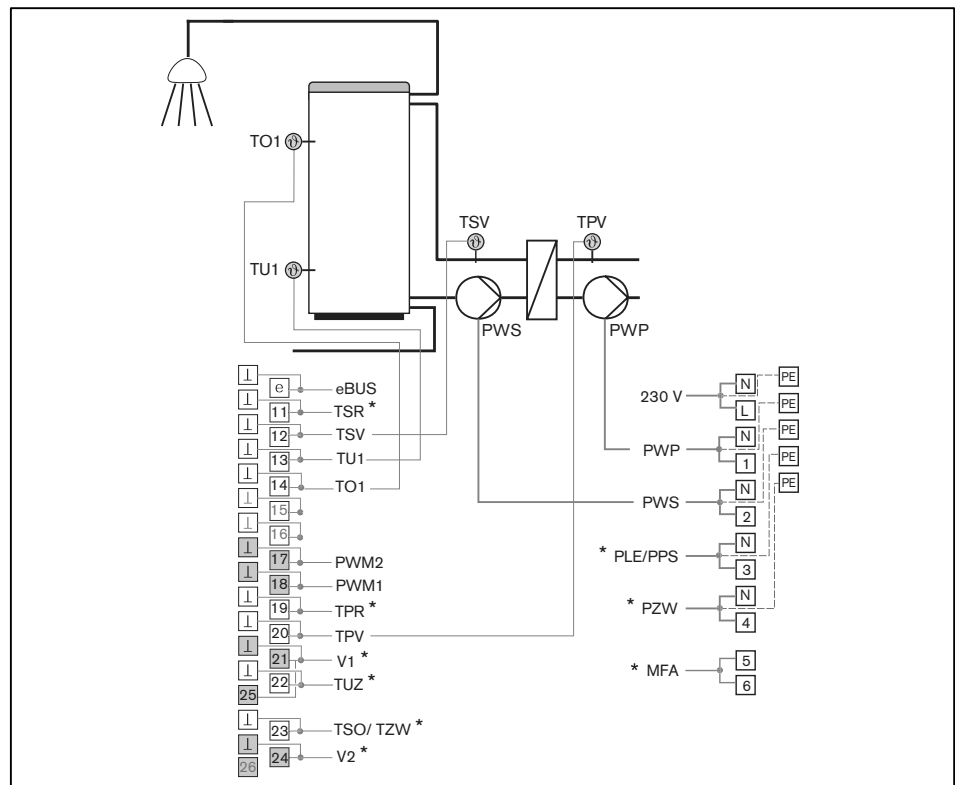 TO1
TSV
TPV
TU1
PWS
PWP
⊥
e
eBUS
⊥
11
TSR *
⊥
12
TSV
⊥
13
TU1
⊥
14
TO1
⊥
15
⊥
16
⊥
17
PWM2
⊥
18
PWM1
⊥
19
TPR *
⊥
20
TPV
⊥
21
V1 *
⊥
22
TUZ *
25
⊥
23
TSO/ TZW *
⊥
24
V2 *
26
230 V
N
L
PE
PWP
N
1
PE
PWS
N
2
PE
* PLE/PPS
N
3
PE
* PZW
N
4
PE
* MFA
5
6